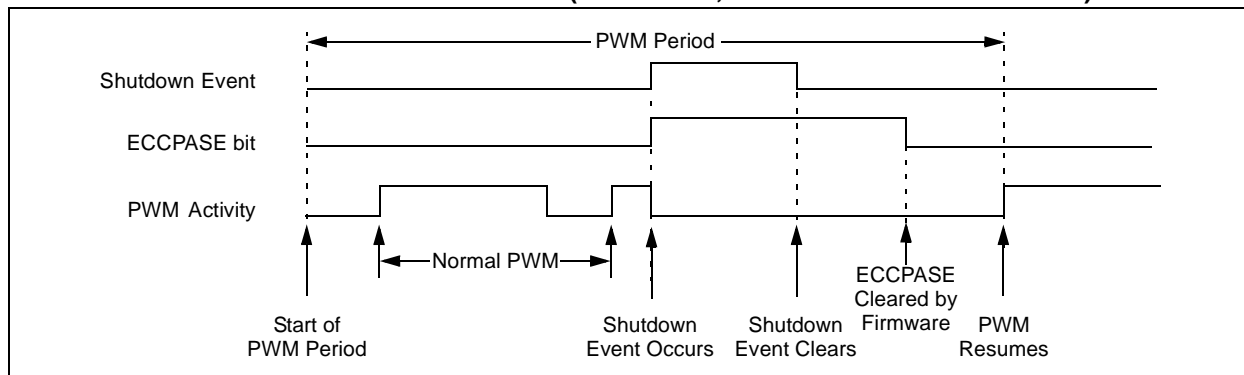 PWM Period
Shutdown Event
ECCPASE bit
PWM Activity
Normal PWM
Start of
PWM Period
Shutdown
Event Occurs
Shutdown
Event Clears
ECCPASE
Cleared by
Firmware
PWM
Resumes